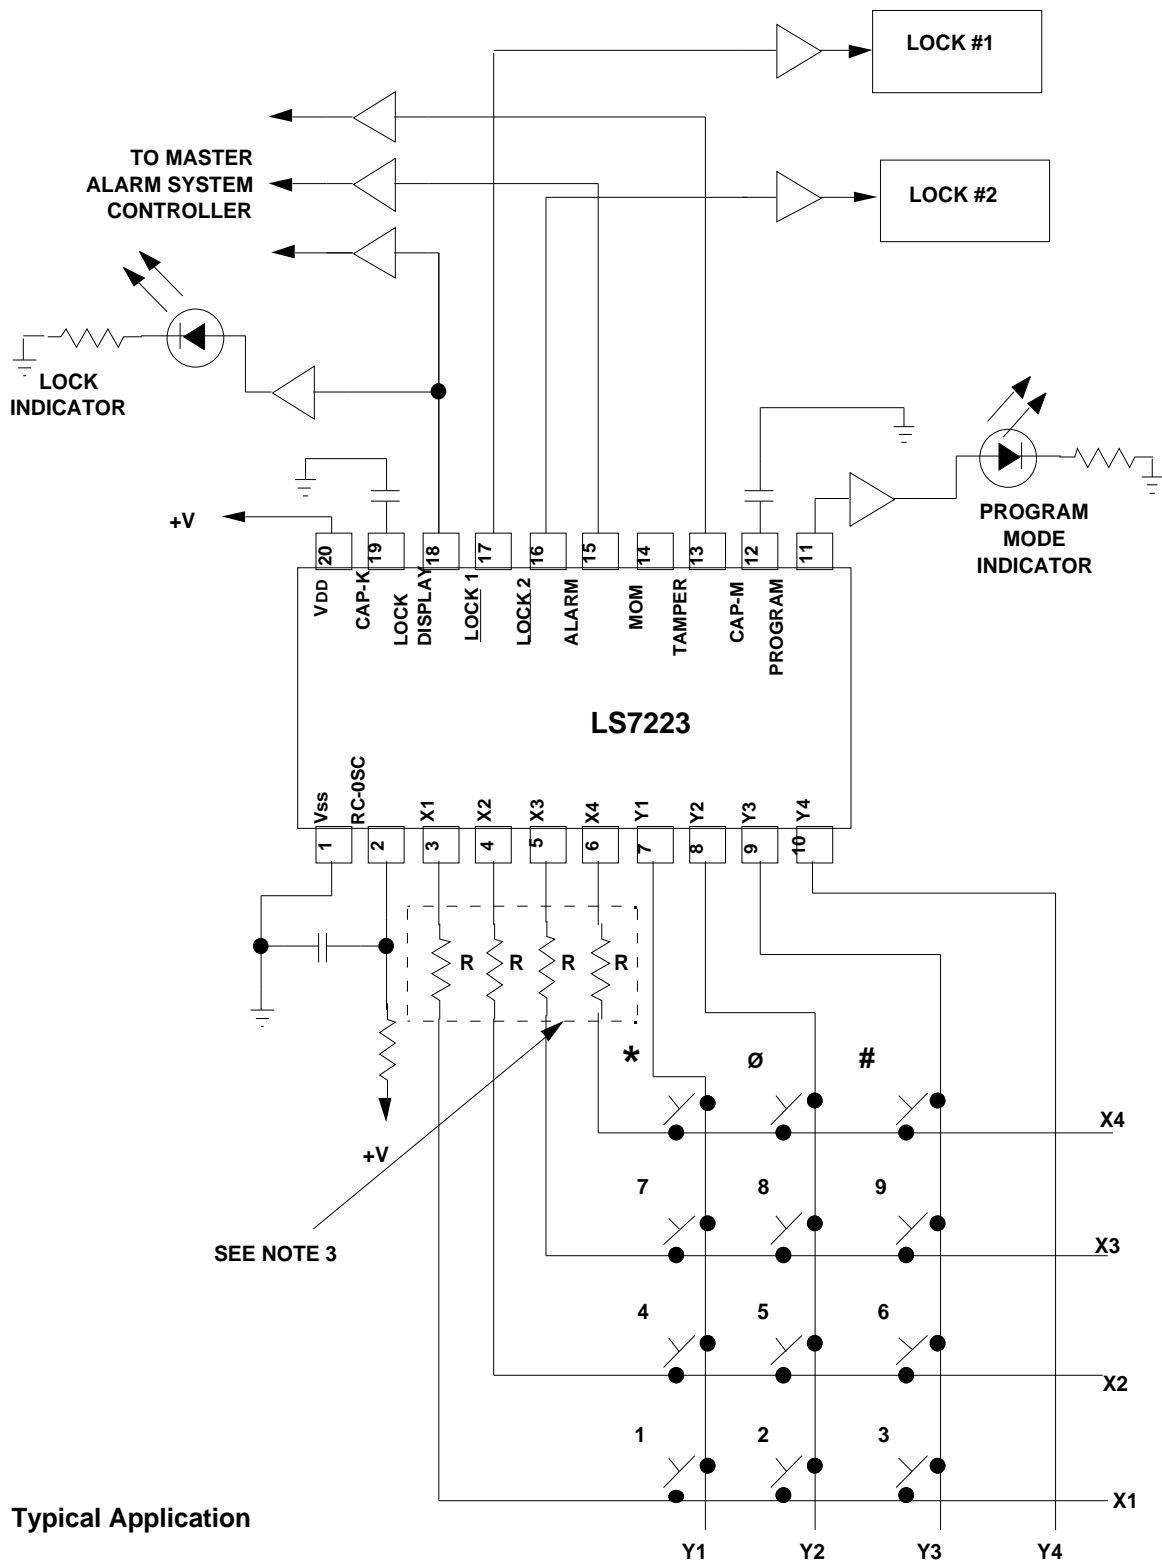 LOCK #1
TO MASTER
ALARM SYSTEM
CONTROLLER
LOCK #2
LOCK
INDICATOR
PROGRAM
MODE
INDICATOR
+V
20
19
18
17
16
15
14
13
12
11
VDD
CAP-K
LOCK
DISPLAY
LOCK 1
LOCK 2
ALARM
MOM
TAMPER
CAP-M
PROGRAM
LS7223
Vss
RC-0SC
X1
X2
X3
X4
Y1
Y2
Y3
Y4
1
2
3
4
5
6
7
8
9
10
R
R
R
R
* Ø #
X4
+V
7 8 9
SEE NOTE 3
X3
4 5 6
X2
1 2 3
X1
Typical Application
Y1 Y2 Y3 Y4